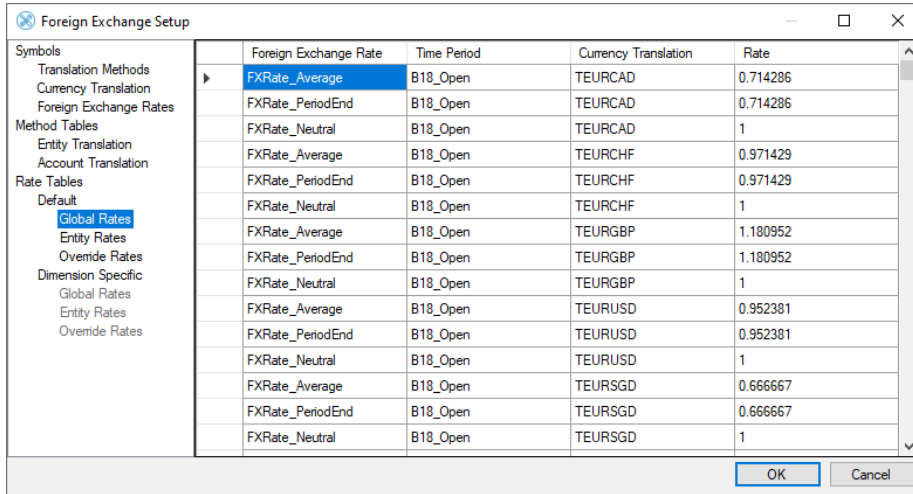 Foreign Exchange Setup
Symbols
Translation Methods
Currency Translation
Foreign Exchange Rates
Method Tables
Entity Translation
Account Translation
Rate Tables
Default
Global Rates
Entity Rates
Override Rates
Dimension Specific
Global Rates
Entity Rates
Override Rates
Foreign Exchange Rate Time Period Currency Translation Rate
FXRate_Average B18_Open TEURCAD 0.714286
FXRate_PeriodEnd B18_Open TEURCAD 0.714286
FXRate_Neutral B18_Open TEURCAD 1
FXRate_Average B18_Open TEURCHF 0.971429
FXRate_PeriodEnd B18_Open TEURCHF 0.971429
FXRate_Neutral B18_Open TEURCHF 1
FXRate_Average B18_Open TEURGBP 1.180952
FXRate_PeriodEnd B18_Open TEURGBP 1.180952
FXRate_Neutral B18_Open TEURGBP 1
FXRate_Average B18_Open TEURUSD 0.952381
FXRate_PeriodEnd B18_Open TEURUSD 0.952381
FXRate_Neutral B18_Open TEURUSD 1
FXRate_Average B18_Open TEURSGD 0.666667
FXRate_PeriodEnd B18_Open TEURSGD 0.666667
FXRate_Neutral B18_Open TEURSGD 1
OK Cancel